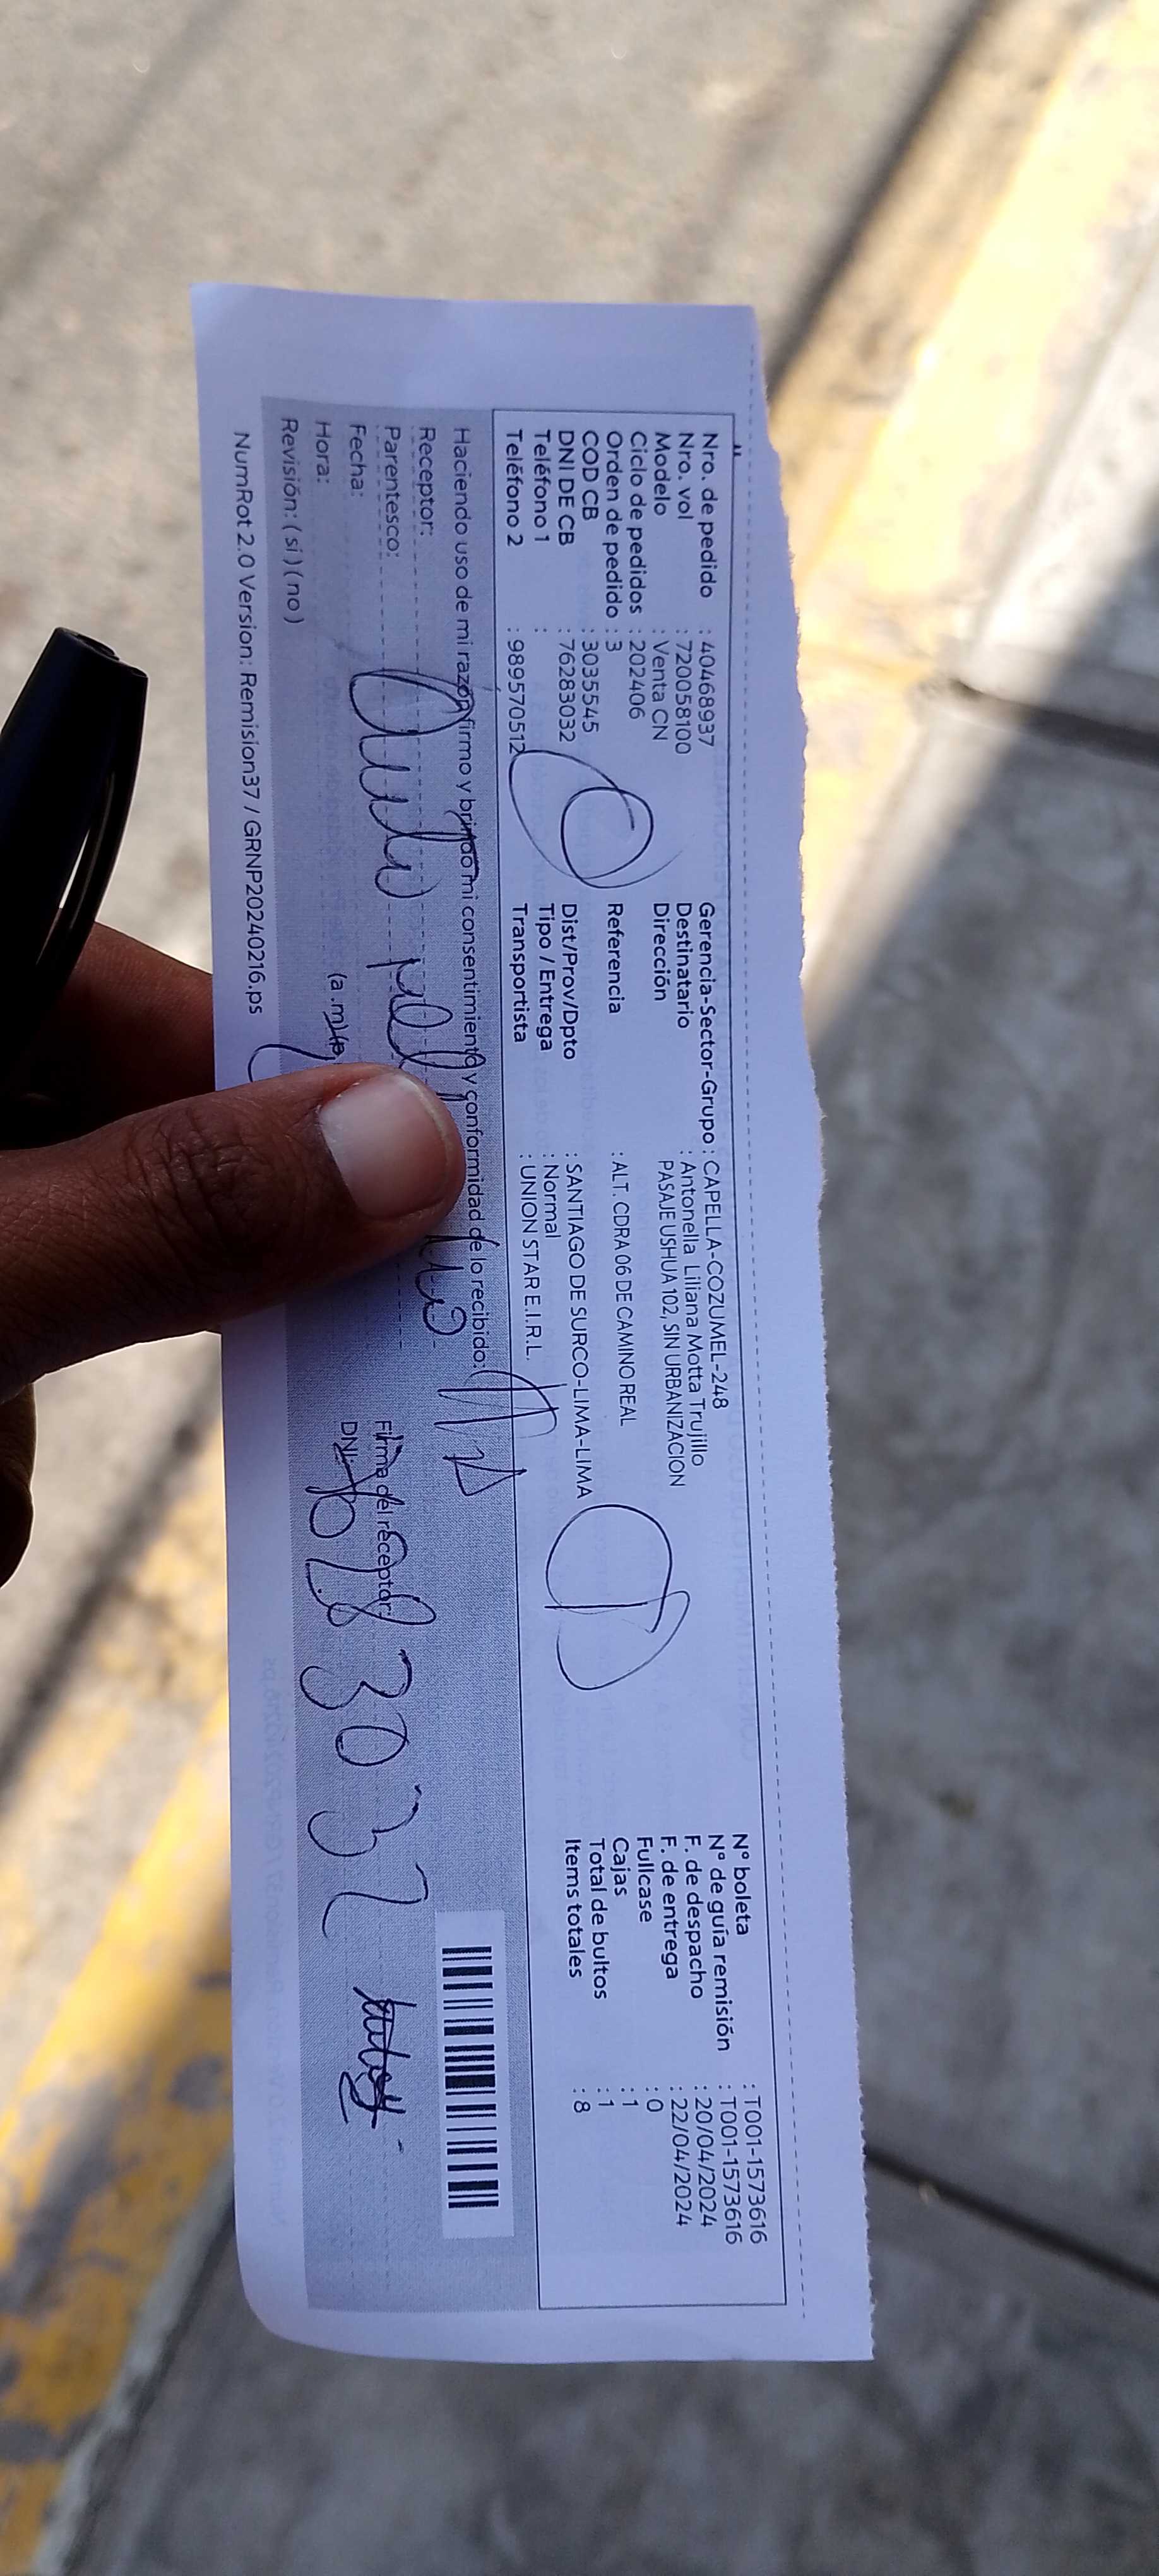 Nro. de pedido : 40468937
Nro. vol : 720058100
Modelo : Venta CN
Ciclo de pedidos : 202406
Orden de pedido : 3
COD CB : 3035545
DNI DE CB : 76283032
Teléfono 1 :
Teléfono 2 : 989570512
Gerencia-Sector-Grupo : CAPELLA-COZUMEL-248
Destinatario : Antonella Liliana Motta Trujillo
Dirección PASAJE USHUA 102, SIN URBANIZACION
Referencia : ALT. CDRA 06 DE CAMINO REAL
Dist/Prov/Dpto : SANTIAGO DE SURCO-LIMA-LIMA
Tipo / Entrega : Normal
Transportista : UNION STAR E.I.R.L.
N° boleta : T001-1573616
N° de guía remisión : T001-1573616
F. de despacho : 20/04/2024
F. de entrega : 22/04/2024
Fullcase : 0
Cajas : 1
Total de bultos : 1
Items totales : 8
Haciendo uso de mi razón firmo y brindo mi consentimiento y conformidad de lo recibido:
Receptor:
Parentesco:
Fecha:
Hora: (a.m)
Revisión: ( si ) ( no )
Firma del receptor:
DNI: 76283032
NumRot 2.0 Version: Remision37 / GRNP20240216.ps